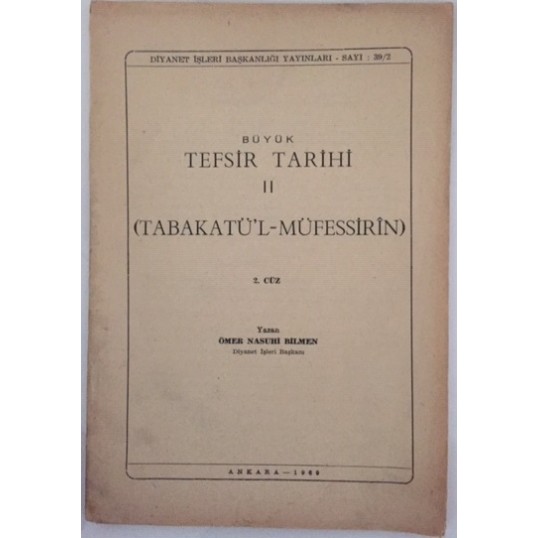 DİYANET İŞLERİ BAŞKANLIĞI YAYINLARI - SAYI : 39/2
BÜYÜK
TEFSİR TARİHİ
II
(TABAKATÜ'L-MÜFESSİRÎN)
2. CÜZ
Yazan
ÖMER NASUHİ BİLMEN
Diyanet İşleri Başkanı
ANKARA —